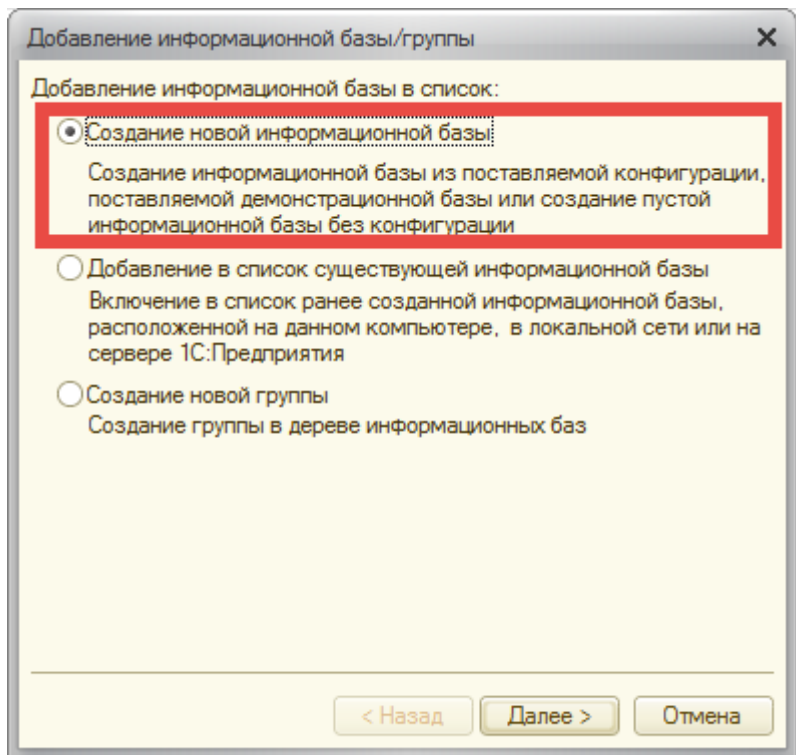 Добавление информационной базы/группы
Добавление информационной базы в список:
Создание новой информационной базы
Создание информационной базы из поставляемой конфигурации,
поставляемой демонстрационной базы или создание пустой
информационной базы без конфигурации
Добавление в список существующей информационной базы
Включение в список ранее созданной информационной базы,
расположенной на данном компьютере, в локальной сети или на
сервере 1С:Предприятия
Создание новой группы
Создание группы в дереве информационных баз
< Назад Далее > Отмена